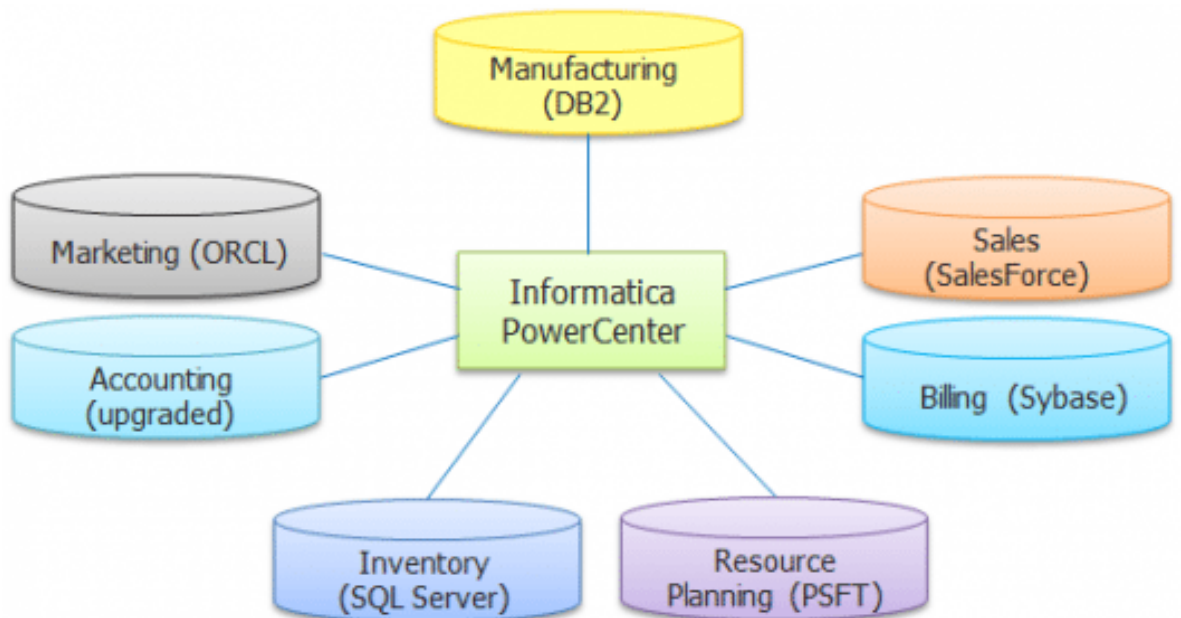 Manufacturing
(DB2)
Marketing (ORCL)
Sales
(SalesForce)
Informatica
PowerCenter
Accounting
(upgraded)
Billing (Sybase)
Inventory
(SQL Server)
Resource
Planning (PSFT)